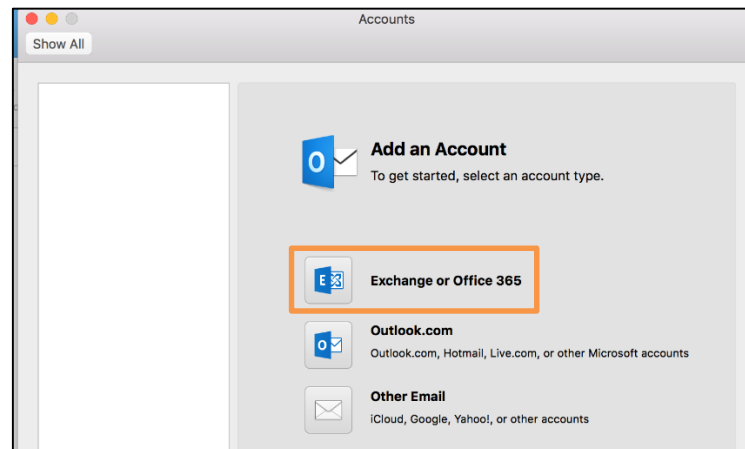 Accounts
Show All
Add an Account
To get started, select an account type.
Exchange or Office 365
Outlook.com
Outlook.com, Hotmail, Live.com, or other Microsoft accounts
Other Email
iCloud, Google, Yahoo!, or other accounts